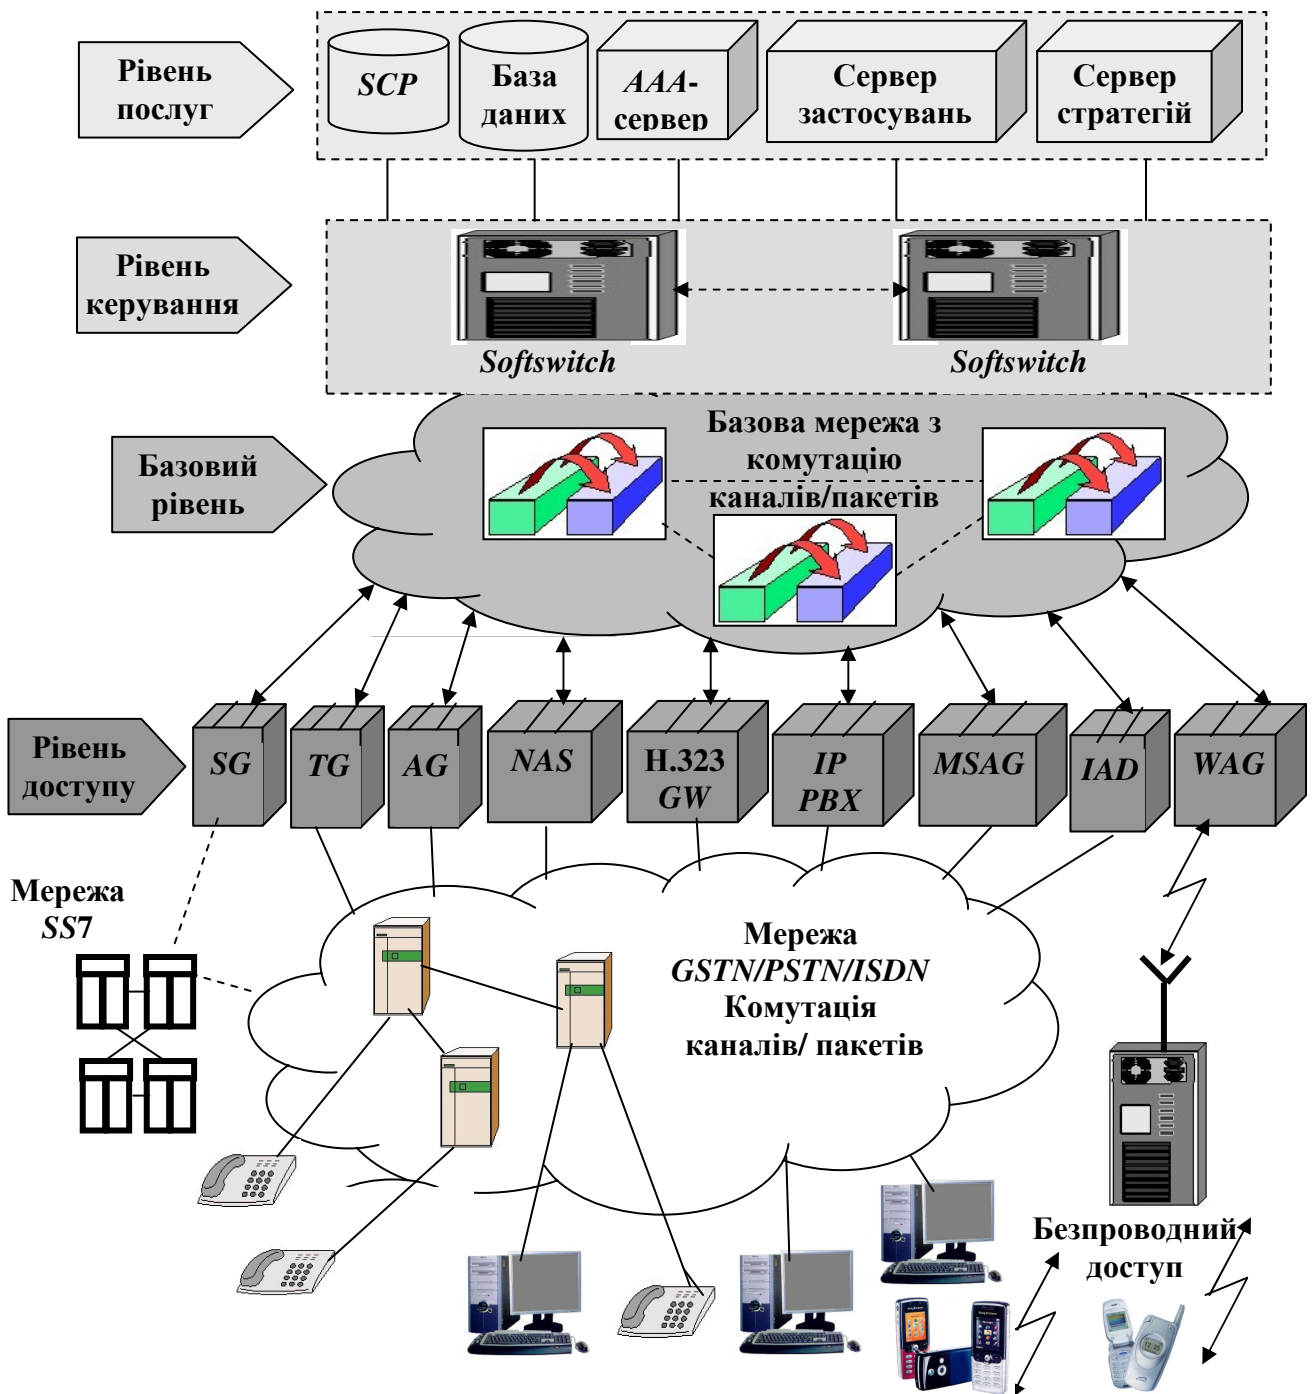 Рівень
послуг
SCP
База
даних
ААА-
сервер
Сервер
застосувань
Сервер
стратегій
Рівень
керування
Softswitch
Softswitch
Базовий
рівень
Базова мережа з
комутацію
каналів/пакетів
Рівень
доступу
SG
TG
AG
NAS
H.323
GW
IP
PBX
MSAG
IAD
WAG
Мережа
SS7
Мережа
GSTN/PSTN/ISDN
Комутація
каналів/ пакетів
Безпроводний
доступ